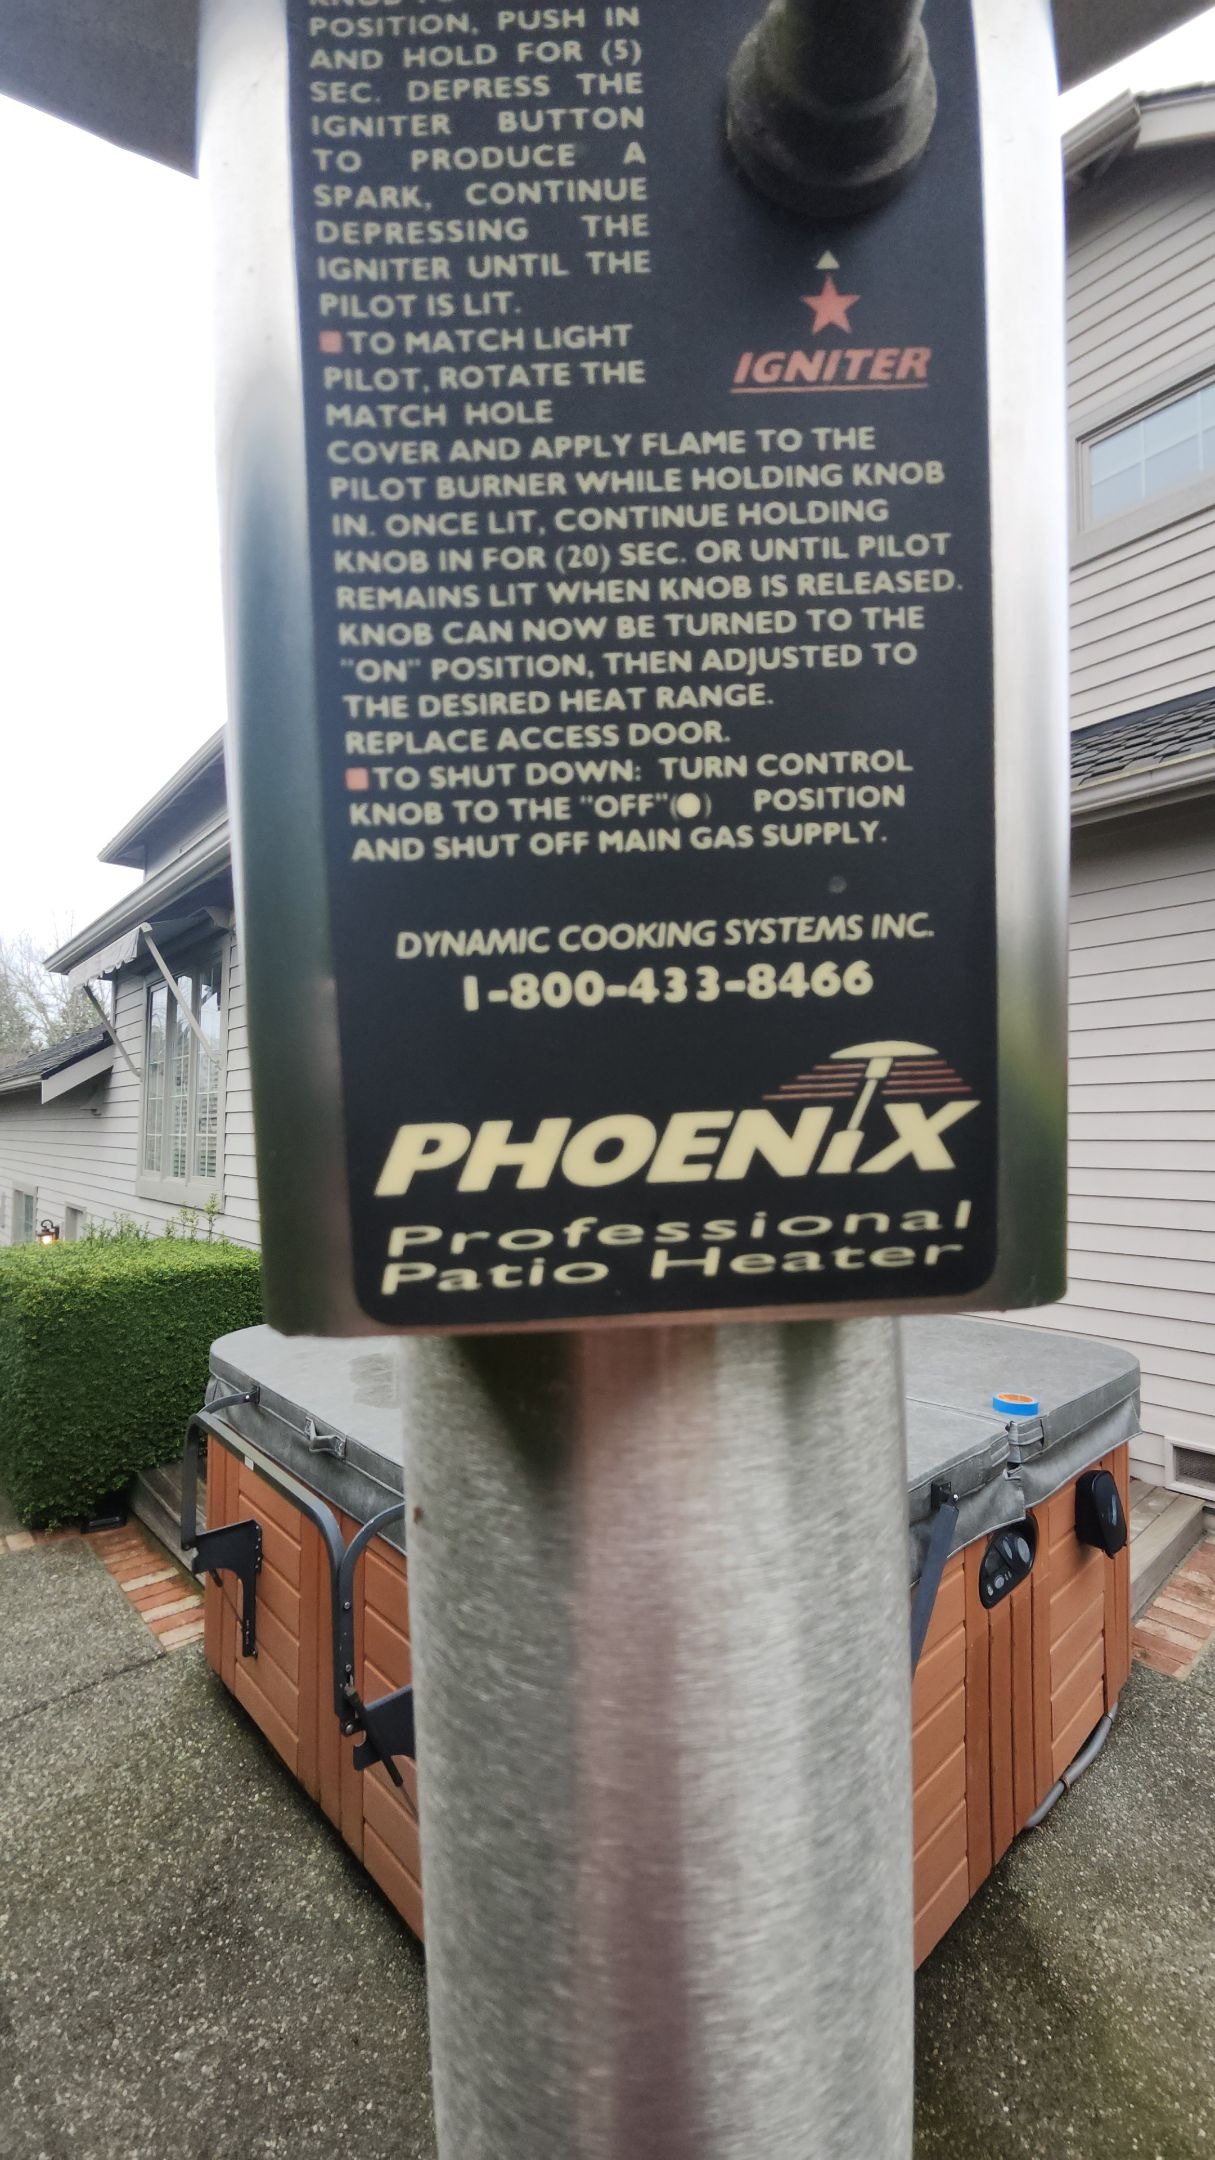 POSITION, PUSH IN
AND HOLD FOR (5)
SEC. DEPRESS THE
IGNITER BUTTON
TO PRODUCE A
SPARK, CONTINUE
DEPRESSING THE
IGNITER UNTIL THE
PILOT IS LIT.
TO MATCH LIGHT
PILOT, ROTATE THE
MATCH HOLE
COVER AND APPLY FLAME TO THE
PILOT BURNER WHILE HOLDING KNOB
IN. ONCE LIT, CONTINUE HOLDING
KNOB IN FOR (20) SEC. OR UNTIL PILOT
REMAINS LIT WHEN KNOB IS RELEASED.
KNOB CAN NOW BE TURNED TO THE
"ON" POSITION, THEN ADJUSTED TO
THE DESIRED HEAT RANGE.
REPLACE ACCESS DOOR.
TO SHUT DOWN: TURN CONTROL
KNOB TO THE "OFF"(●) POSITION
AND SHUT OFF MAIN GAS SUPPLY.
IGNITER
DYNAMIC COOKING SYSTEMS INC.
1-800-433-8466
PHOENIX
Professional
Patio Heater